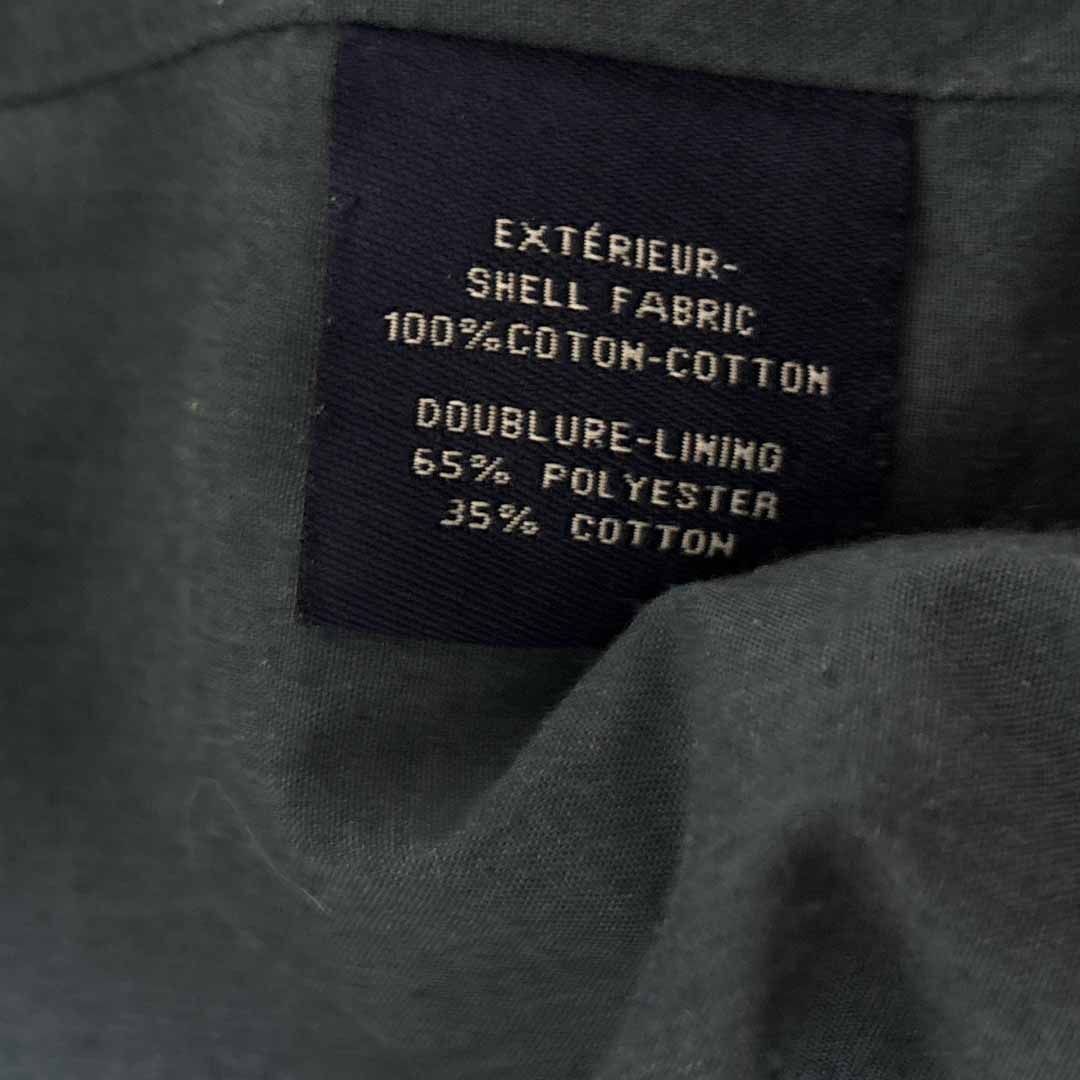 EXTÉRIEUR-
SHELL FABRIC
100%COTON-COTTON
DOUBLURE-LINING
65% POLYESTER
35% COTTON